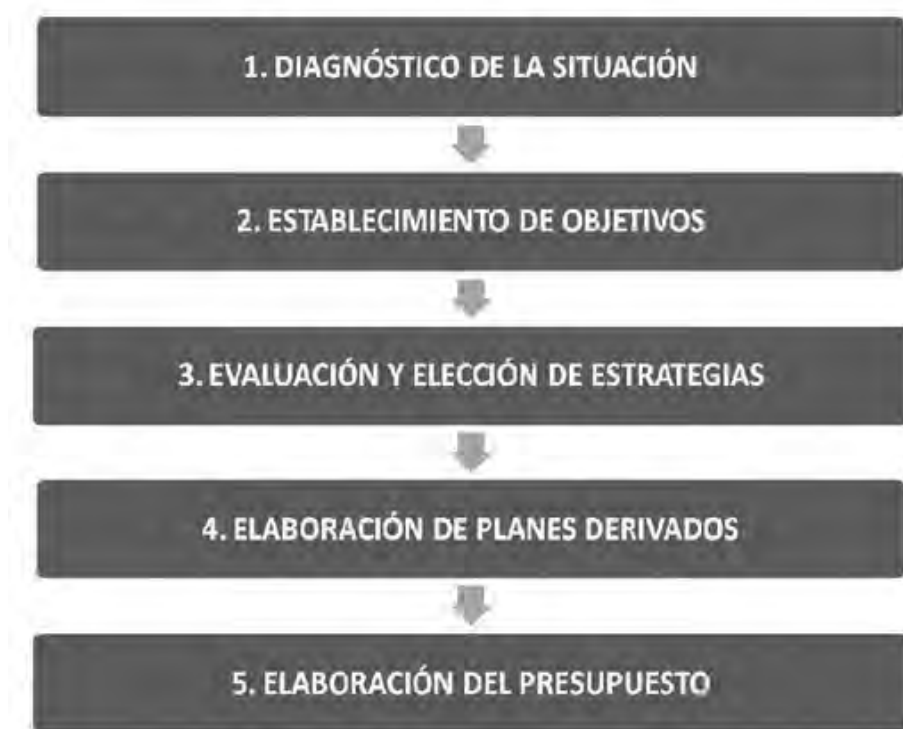 1. DIAGNÓSTICO DE LA SITUACIÓN
2. ESTABLECIMIENTO DE OBJETIVOS
3. EVALUACIÓN Y ELECCIÓN DE ESTRATEGIAS
4. ELABORACIÓN DE PLANES DERIVADOS
5. ELABORACIÓN DEL PRESUPUESTO